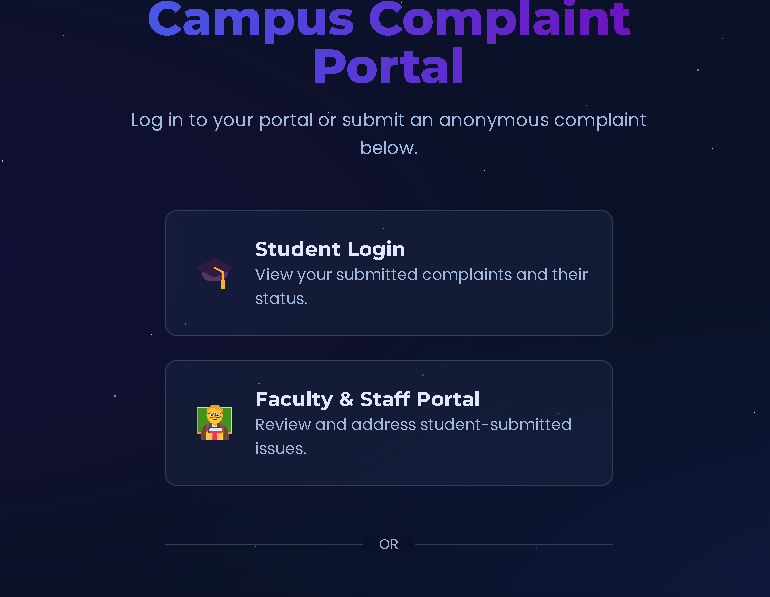 Campus Complaint
Portal
Log in to your portal or submit an anonymous complaint
below.
Student Login
View your submitted complaints and their
status.
Faculty & Staff Portal
Review and address student-submitted
issues.
OR